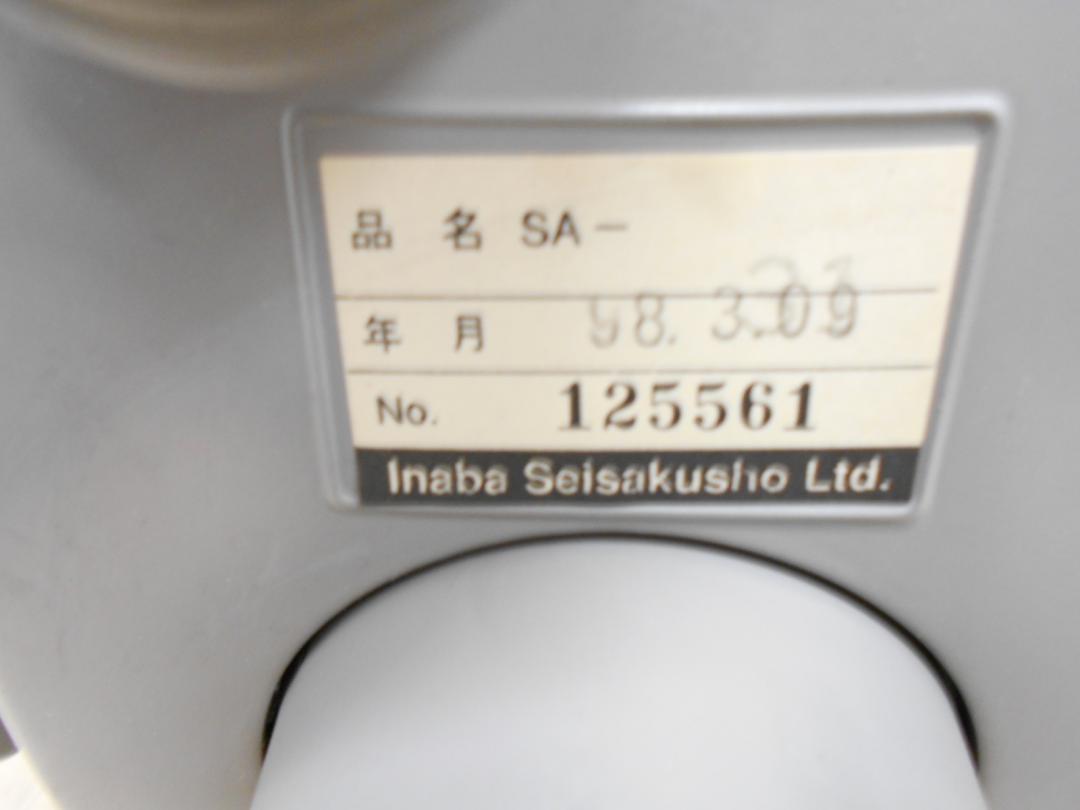 品 名 SA-
年 月 98. 3.09
No. 125561
Inaba Seisakusho Ltd.